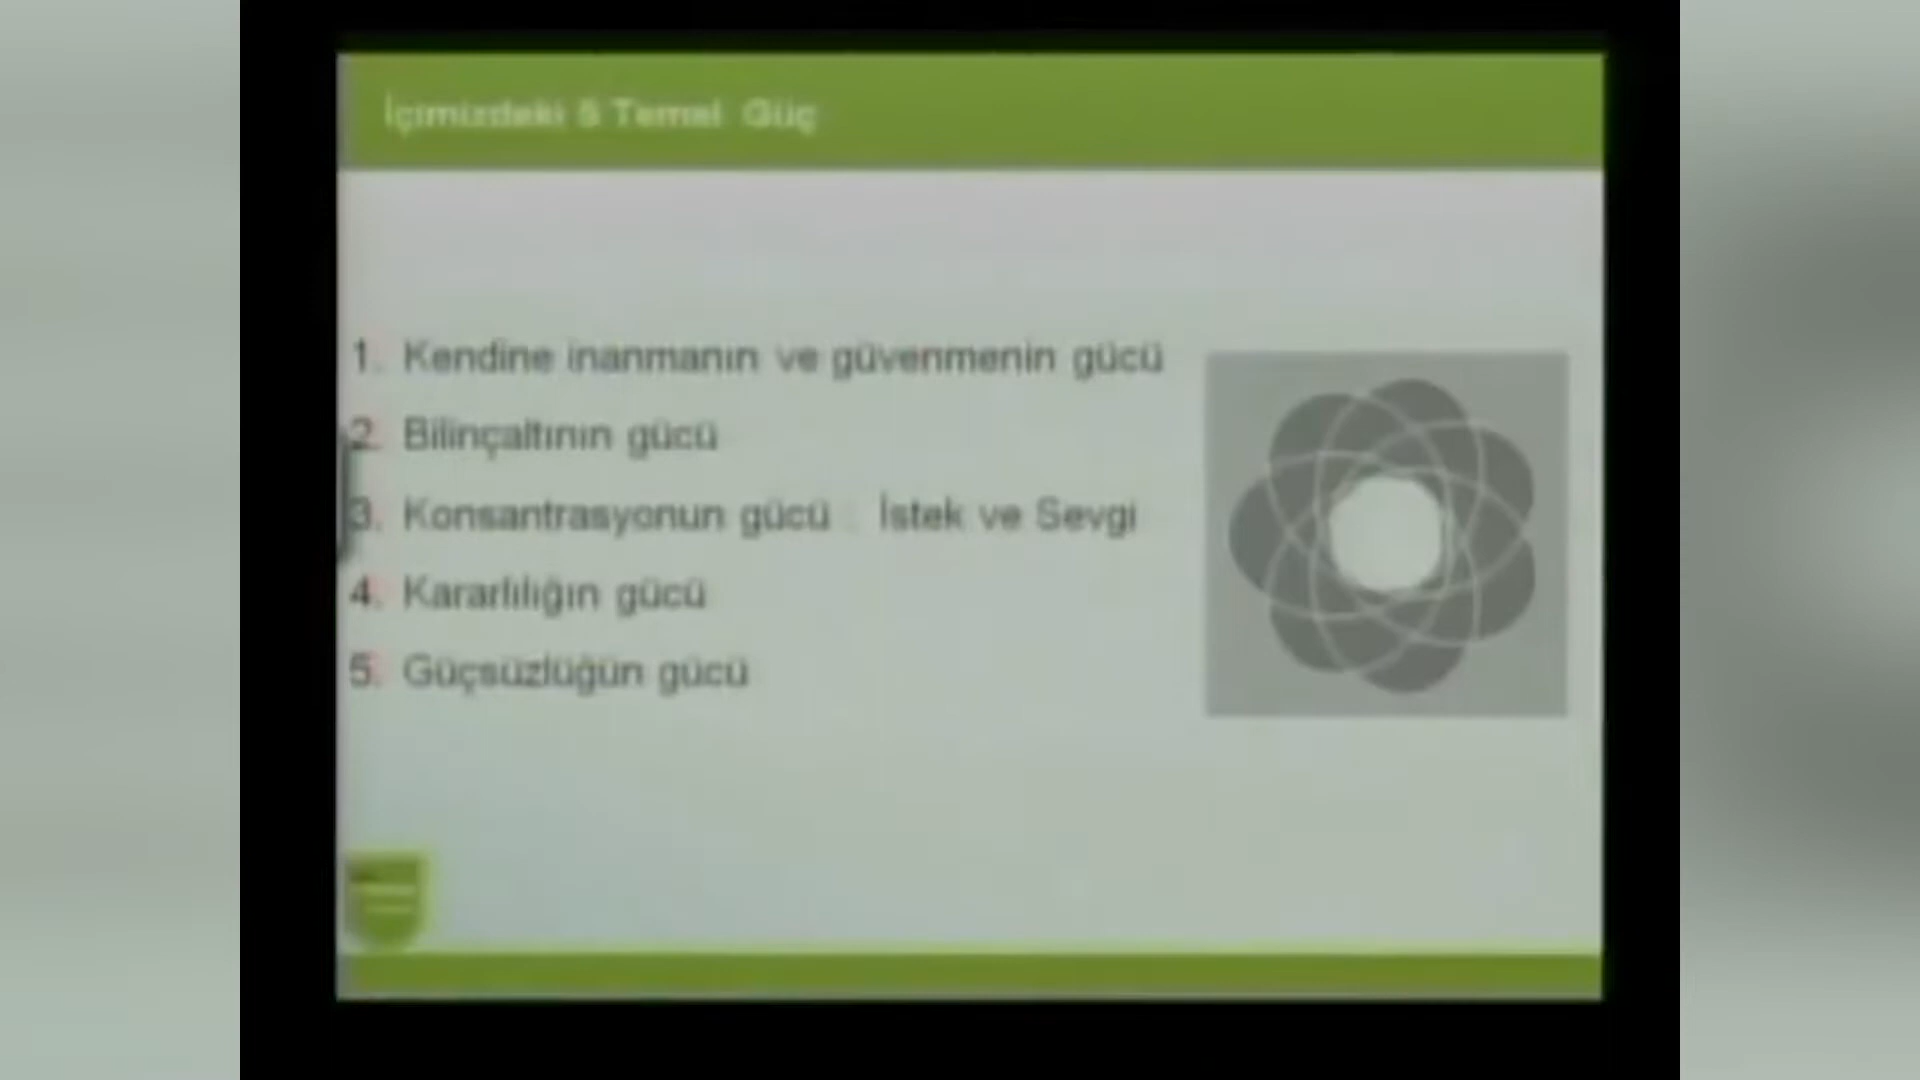 İçimizdeki 5 Temel Güç
1. Kendine inanmanın ve güvenmenin gücü
2. Bilinçaltının gücü
3. Konsantrasyonun gücü İstek ve Sevgi
4. Kararlılığın gücü
5. Güçsüzlüğün gücü